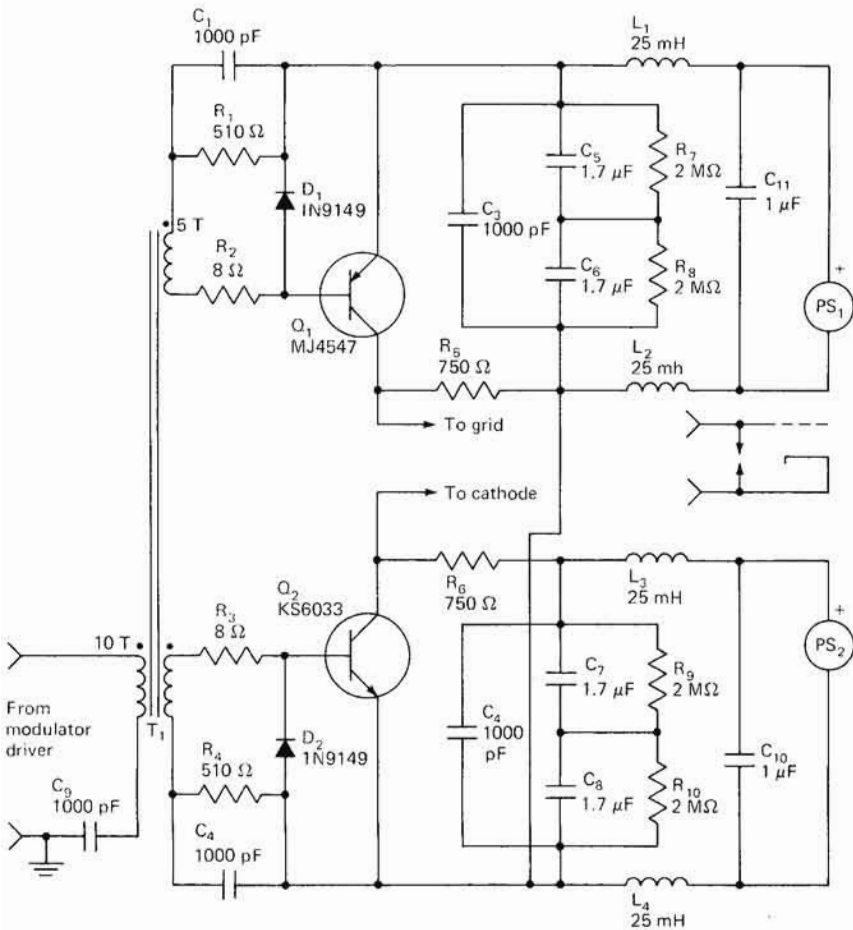 C1
1000 pF
L1
25 mH
R1
510 Ω
D1
IN9149
5 T
R2
8 Ω
Q1
MJ4547
C3
1000 pF
C5
1.7 μF
R7
2 MΩ
C6
1.7 μF
R8
2 MΩ
C11
1 μF
+
PS1
R5
750 Ω
L2
25 mh
To grid
To cathode
Q2
KS6033
R6
750 Ω
L3
25 mH
R3
8 Ω
10 T
From
modulator
driver
T1
D2
1N9149
R4
510 Ω
C9
1000 pF
C4
1000 pF
C4
1000
pF
C7
1.7 μF
R9
2 MΩ
C8
1.7 μF
R10
2 MΩ
C10
1 μF
+
PS2
L4
25 mH